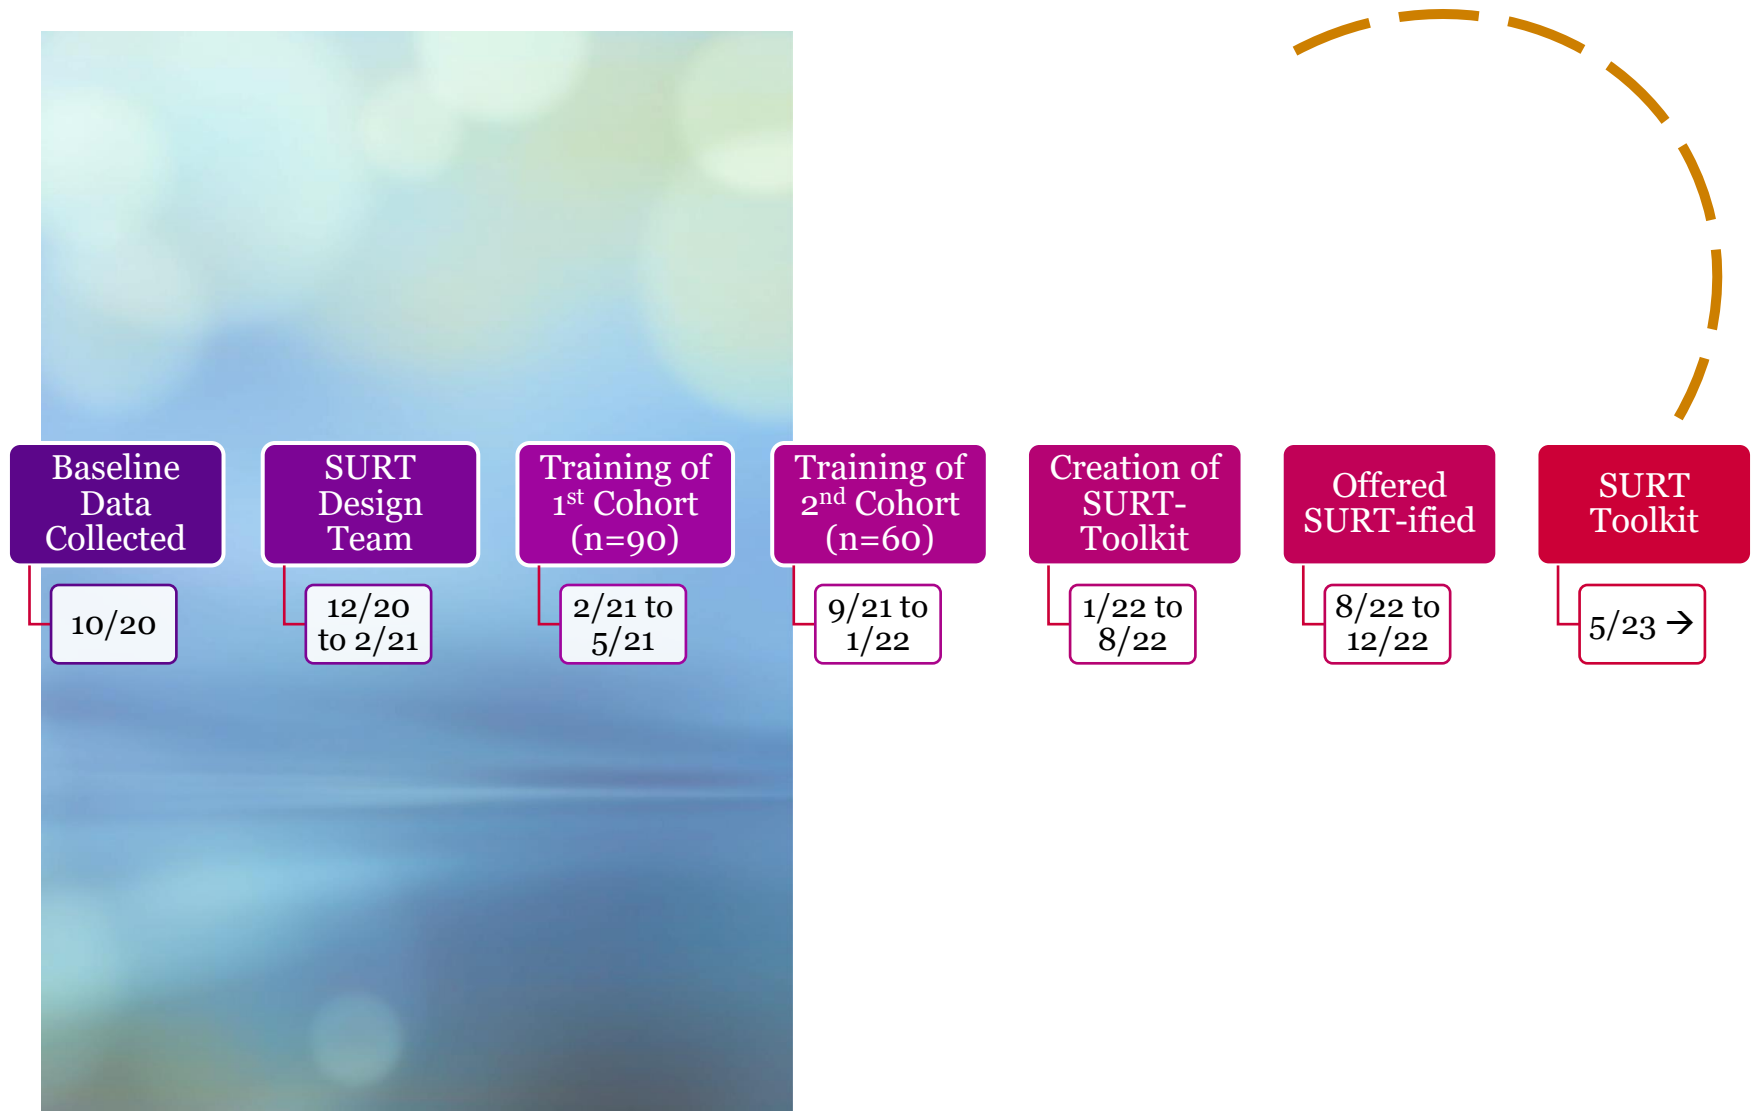 Baseline
Data
Collected
10/20
SURT
Design
Team
12/20
to 2/21
Training of
1st Cohort
(n=90)
2/21 to
5/21
Training of
2nd Cohort
(n=60)
9/21 to
1/22
Creation of
SURT-
Toolkit
1/22 to
8/22
Offered
SURT-ified
8/22 to
12/22
SURT
Toolkit
5/23 →